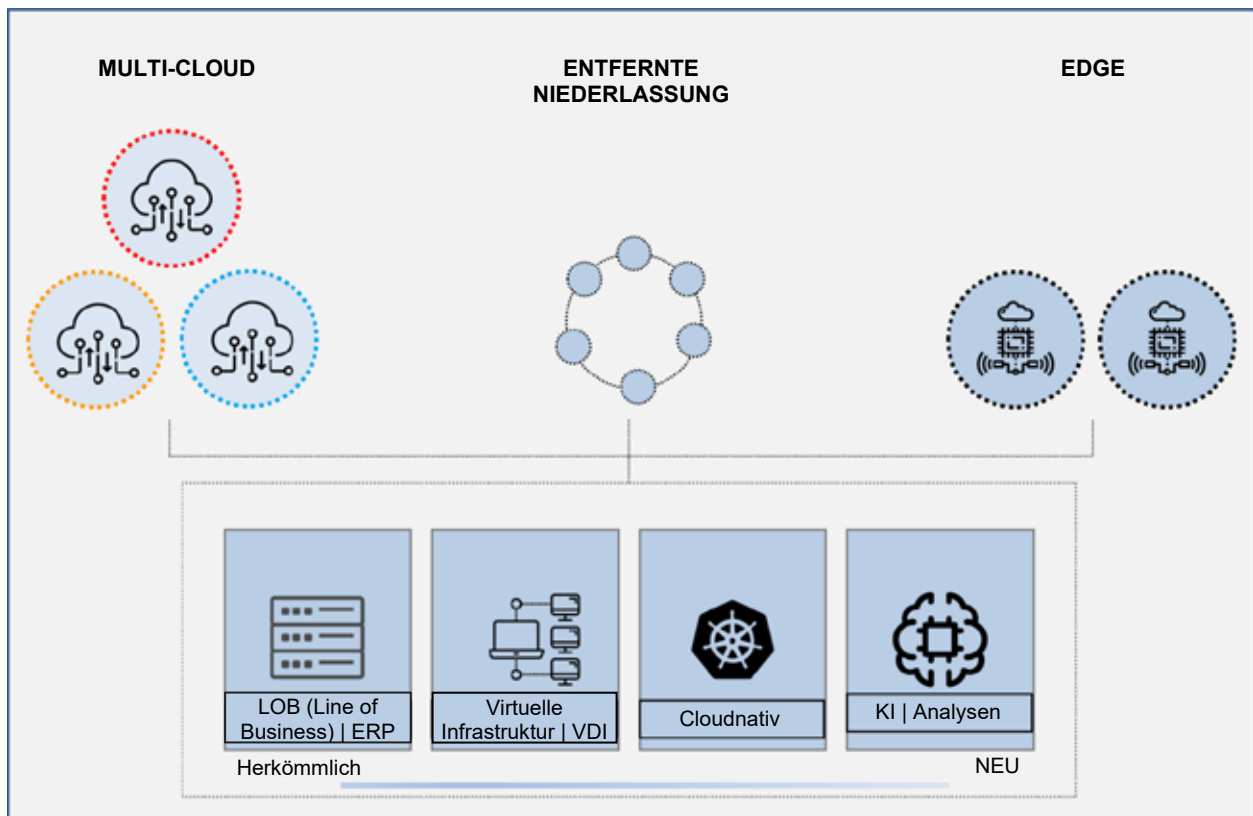 MULTI-CLOUD
ENTFERNTE
NIEDERLASSUNG
EDGE
LOB (Line of
Business) | ERP
Virtuelle
Infrastruktur | VDI
Cloudnativ
KI | Analysen
Herkömmlich
NEU